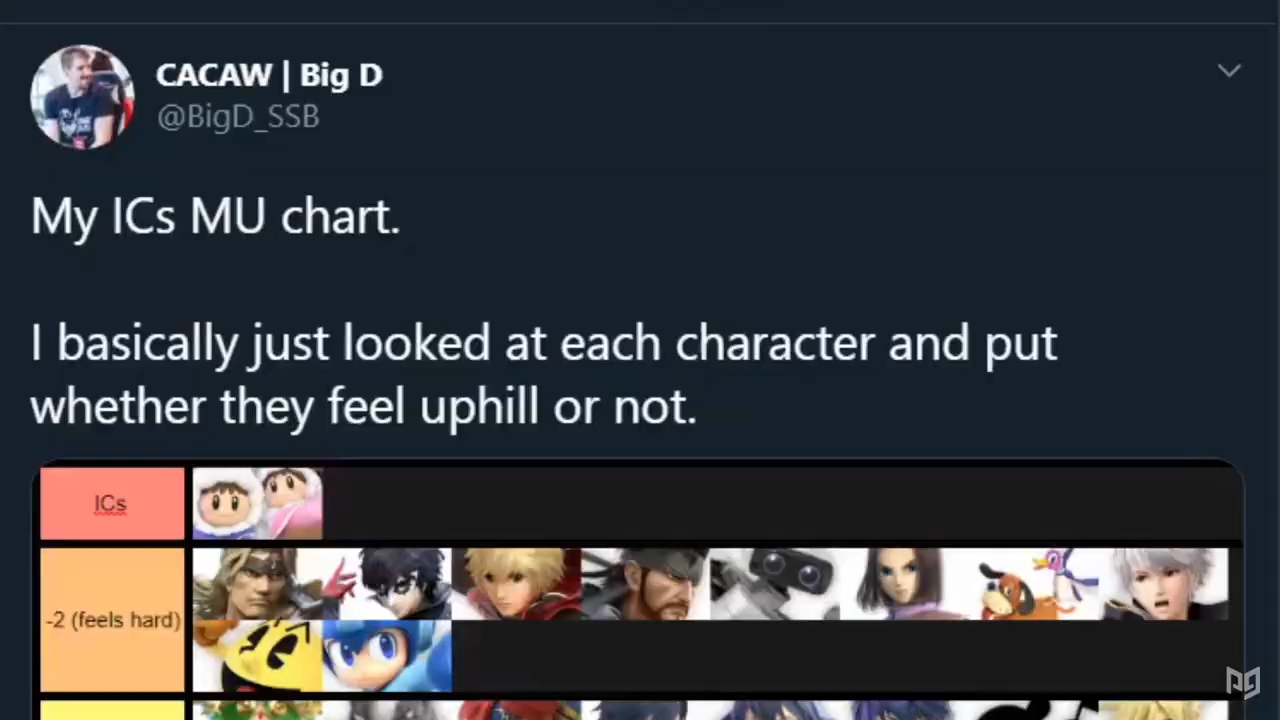 CACAW | Big D
@BigD_SSB
My ICs MU chart.
I basically just looked at each character and put
whether they feel uphill or not.
ICs
-2 (feels hard)